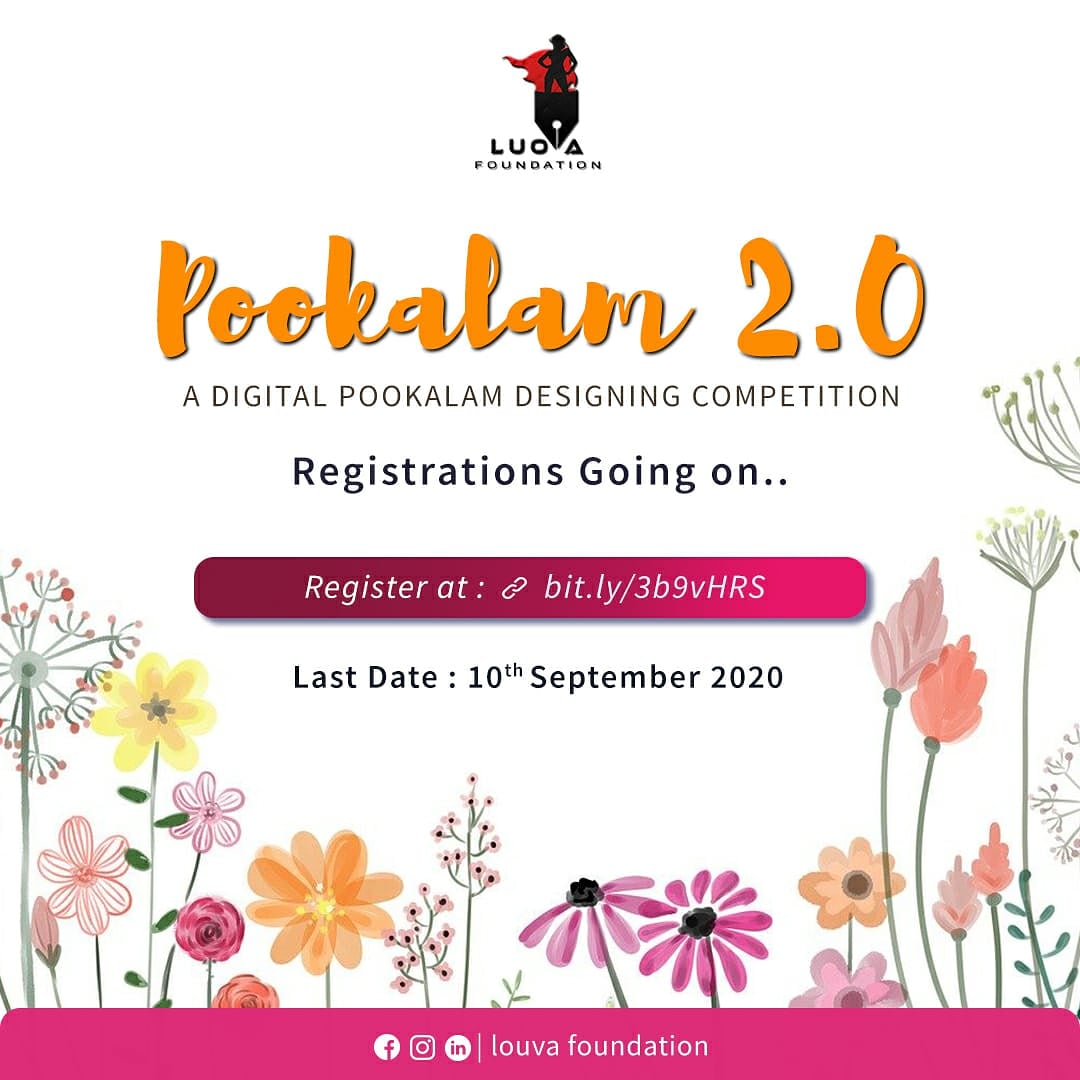 LUOVA
FOUNDATION
Pookalam 2.0
A DIGITAL POOKALAM DESIGNING COMPETITION
Registrations Going on..
Register at : bit.ly/3b9vHRS
Last Date : 10th September 2020
in | louva foundation